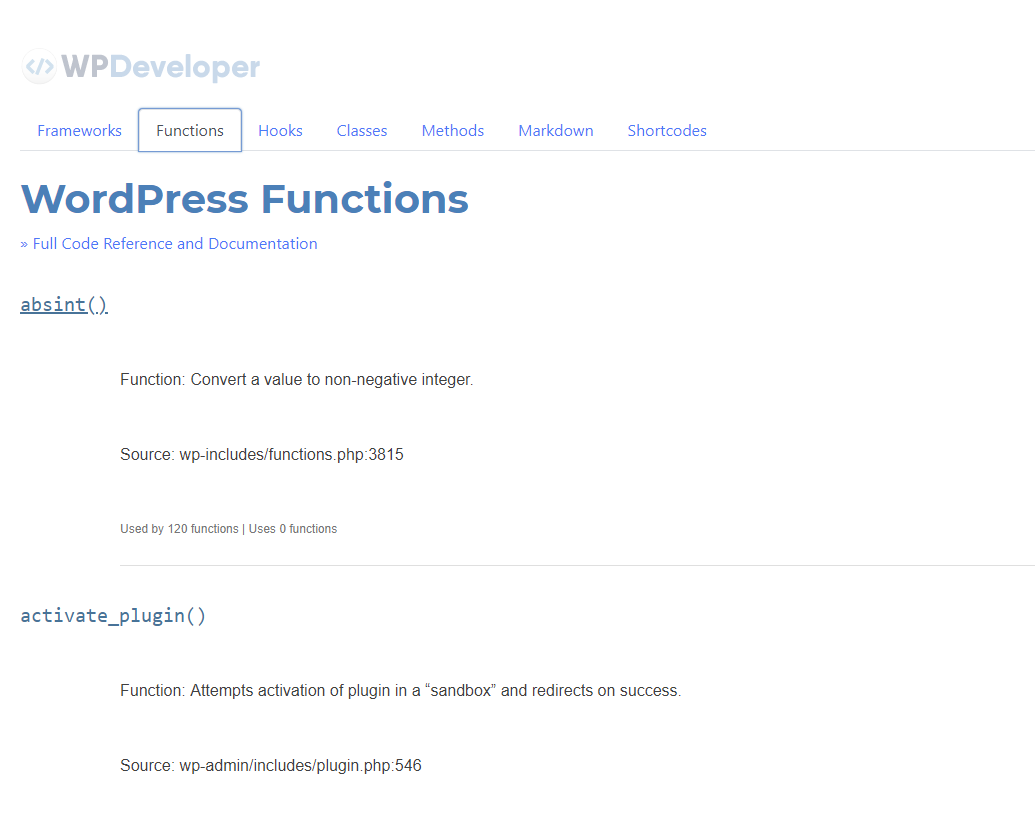 </> WPDeveloper
Frameworks Functions Hooks Classes Methods Markdown Shortcodes
WordPress Functions
» Full Code Reference and Documentation
absint()
Function: Convert a value to non-negative integer.
Source: wp-includes/functions.php:3815
Used by 120 functions | Uses 0 functions
activate_plugin()
Function: Attempts activation of plugin in a “sandbox” and redirects on success.
Source: wp-admin/includes/plugin.php:546